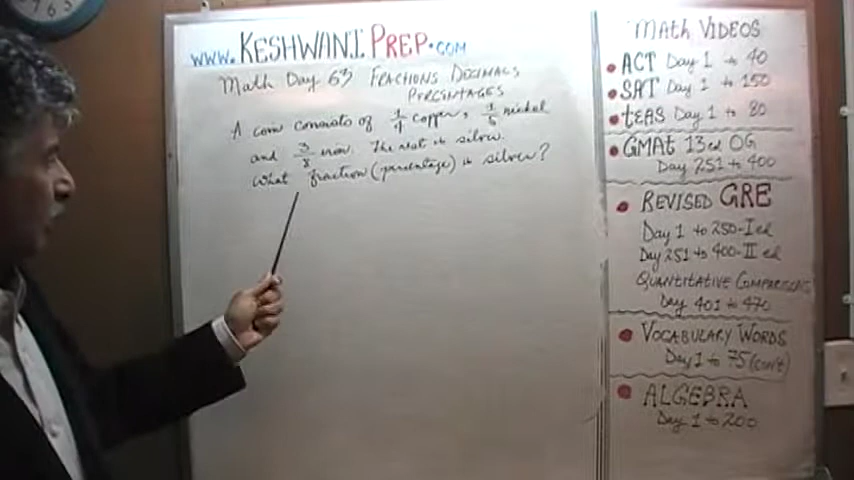 www.KESHWANI PREP.COM
Math Day 63 FRACTIONS DECIMALS
PERCENTAGES
A coin consists of 1/4 copper, 1/5 nickel
and 3/8 iron. The rest is silver.
What fraction (percentage) is silver?
Math VIDEOS
ACT Day 1 to 40
SAT Day 1 to 150
tEAS Day 1 to 80
GMAt 13 ed OG
Day 251 to 400
REVISED GRE
Day 1 to 250-I ed
Day 251 to 400-II ed
QUANTITATIVE COMPARISONS
Day 401 to 470
VOCABULARY WORDS
Day 1 to 75 (con't)
ALGEBRA
Day 1 to 200